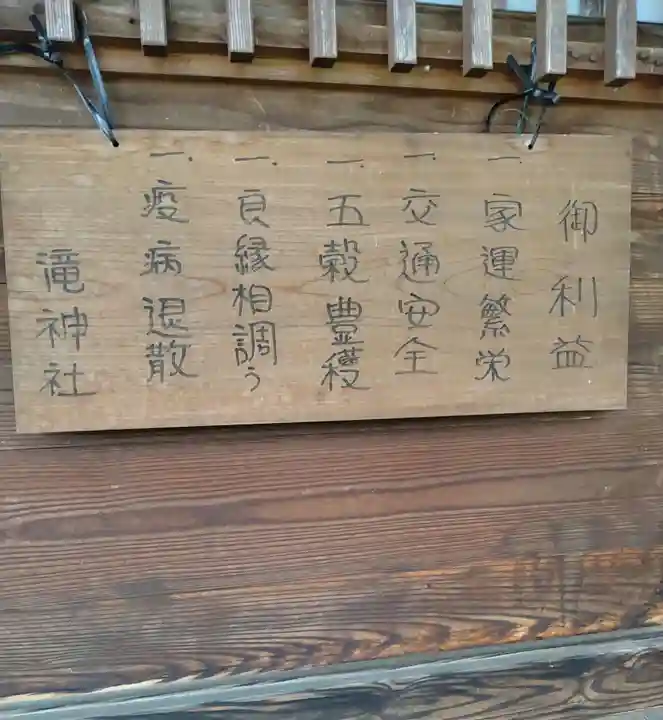 御利益
一、家運繁栄
一、交通安全
一、五穀豊穫
一、良縁相調う
一、疫病退散
滝神社